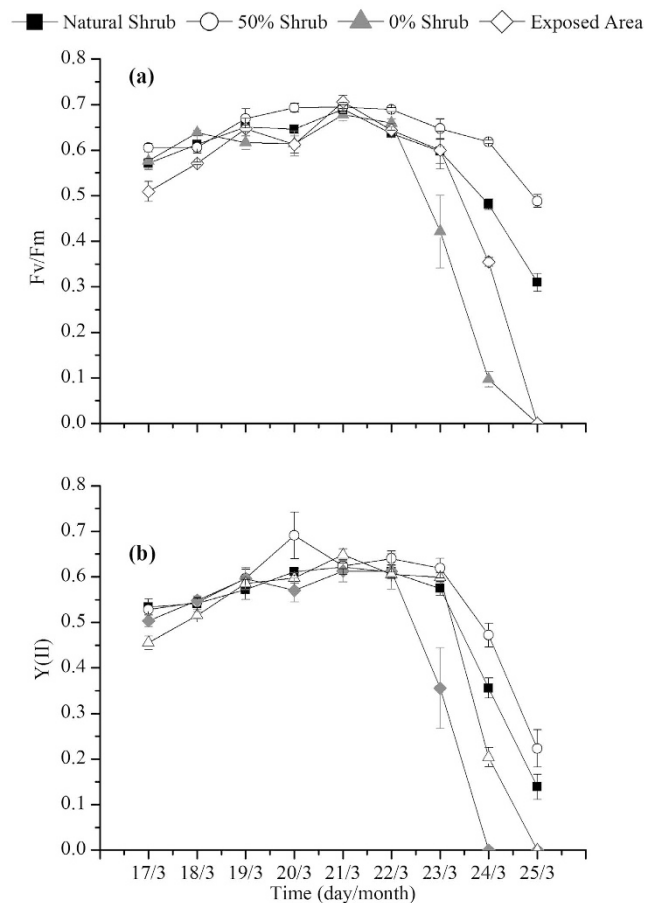 Natural Shrub 50% Shrub 0% Shrub Exposed Area
(a)
Fv/Fm
0.8
0.7
0.6
0.5
0.4
0.3
0.2
0.1
0.0
(b)
Y(II)
0.8
0.7
0.6
0.5
0.4
0.3
0.2
0.1
0.0
17/3 18/3 19/3 20/3 21/3 22/3 23/3 24/3 25/3
Time (day/month)